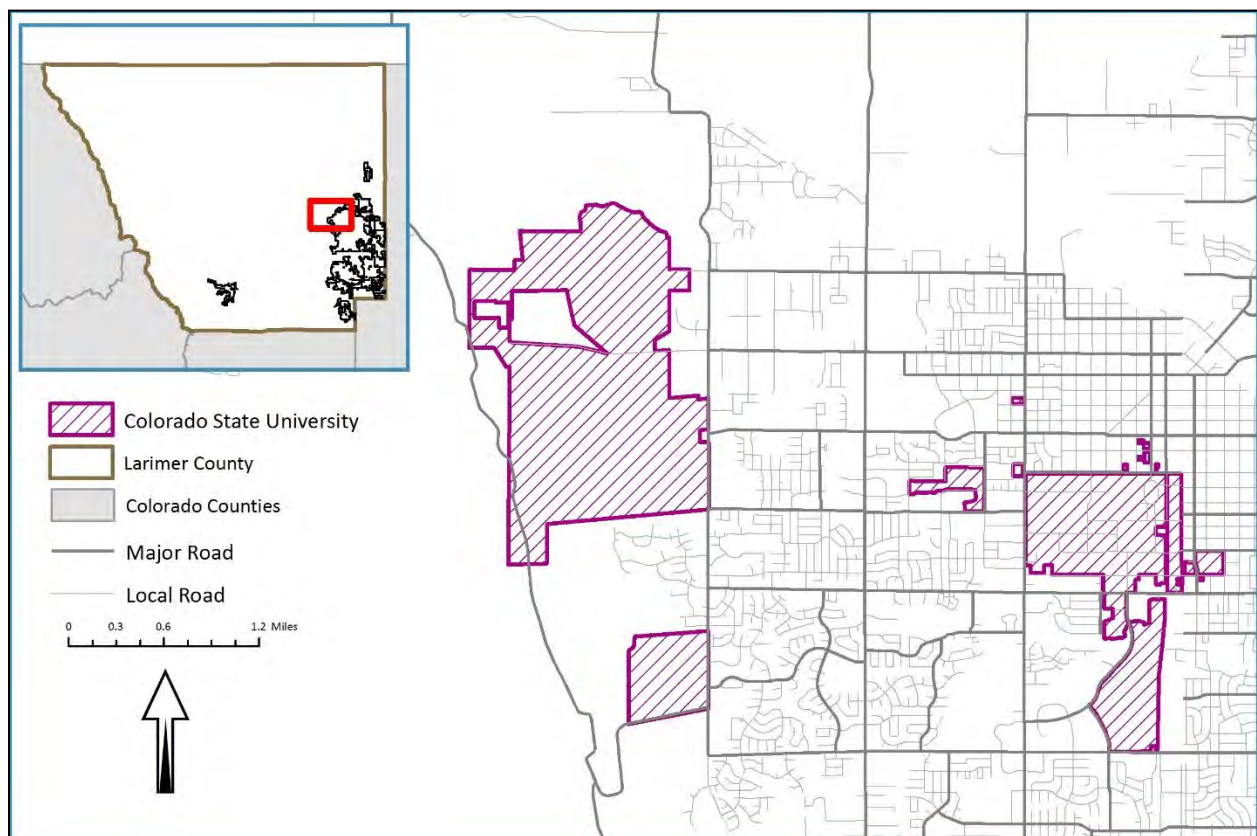 Colorado State University
Larimer County
Colorado Counties
Major Road
Local Road
0 0.3 0.6 1.2 Miles